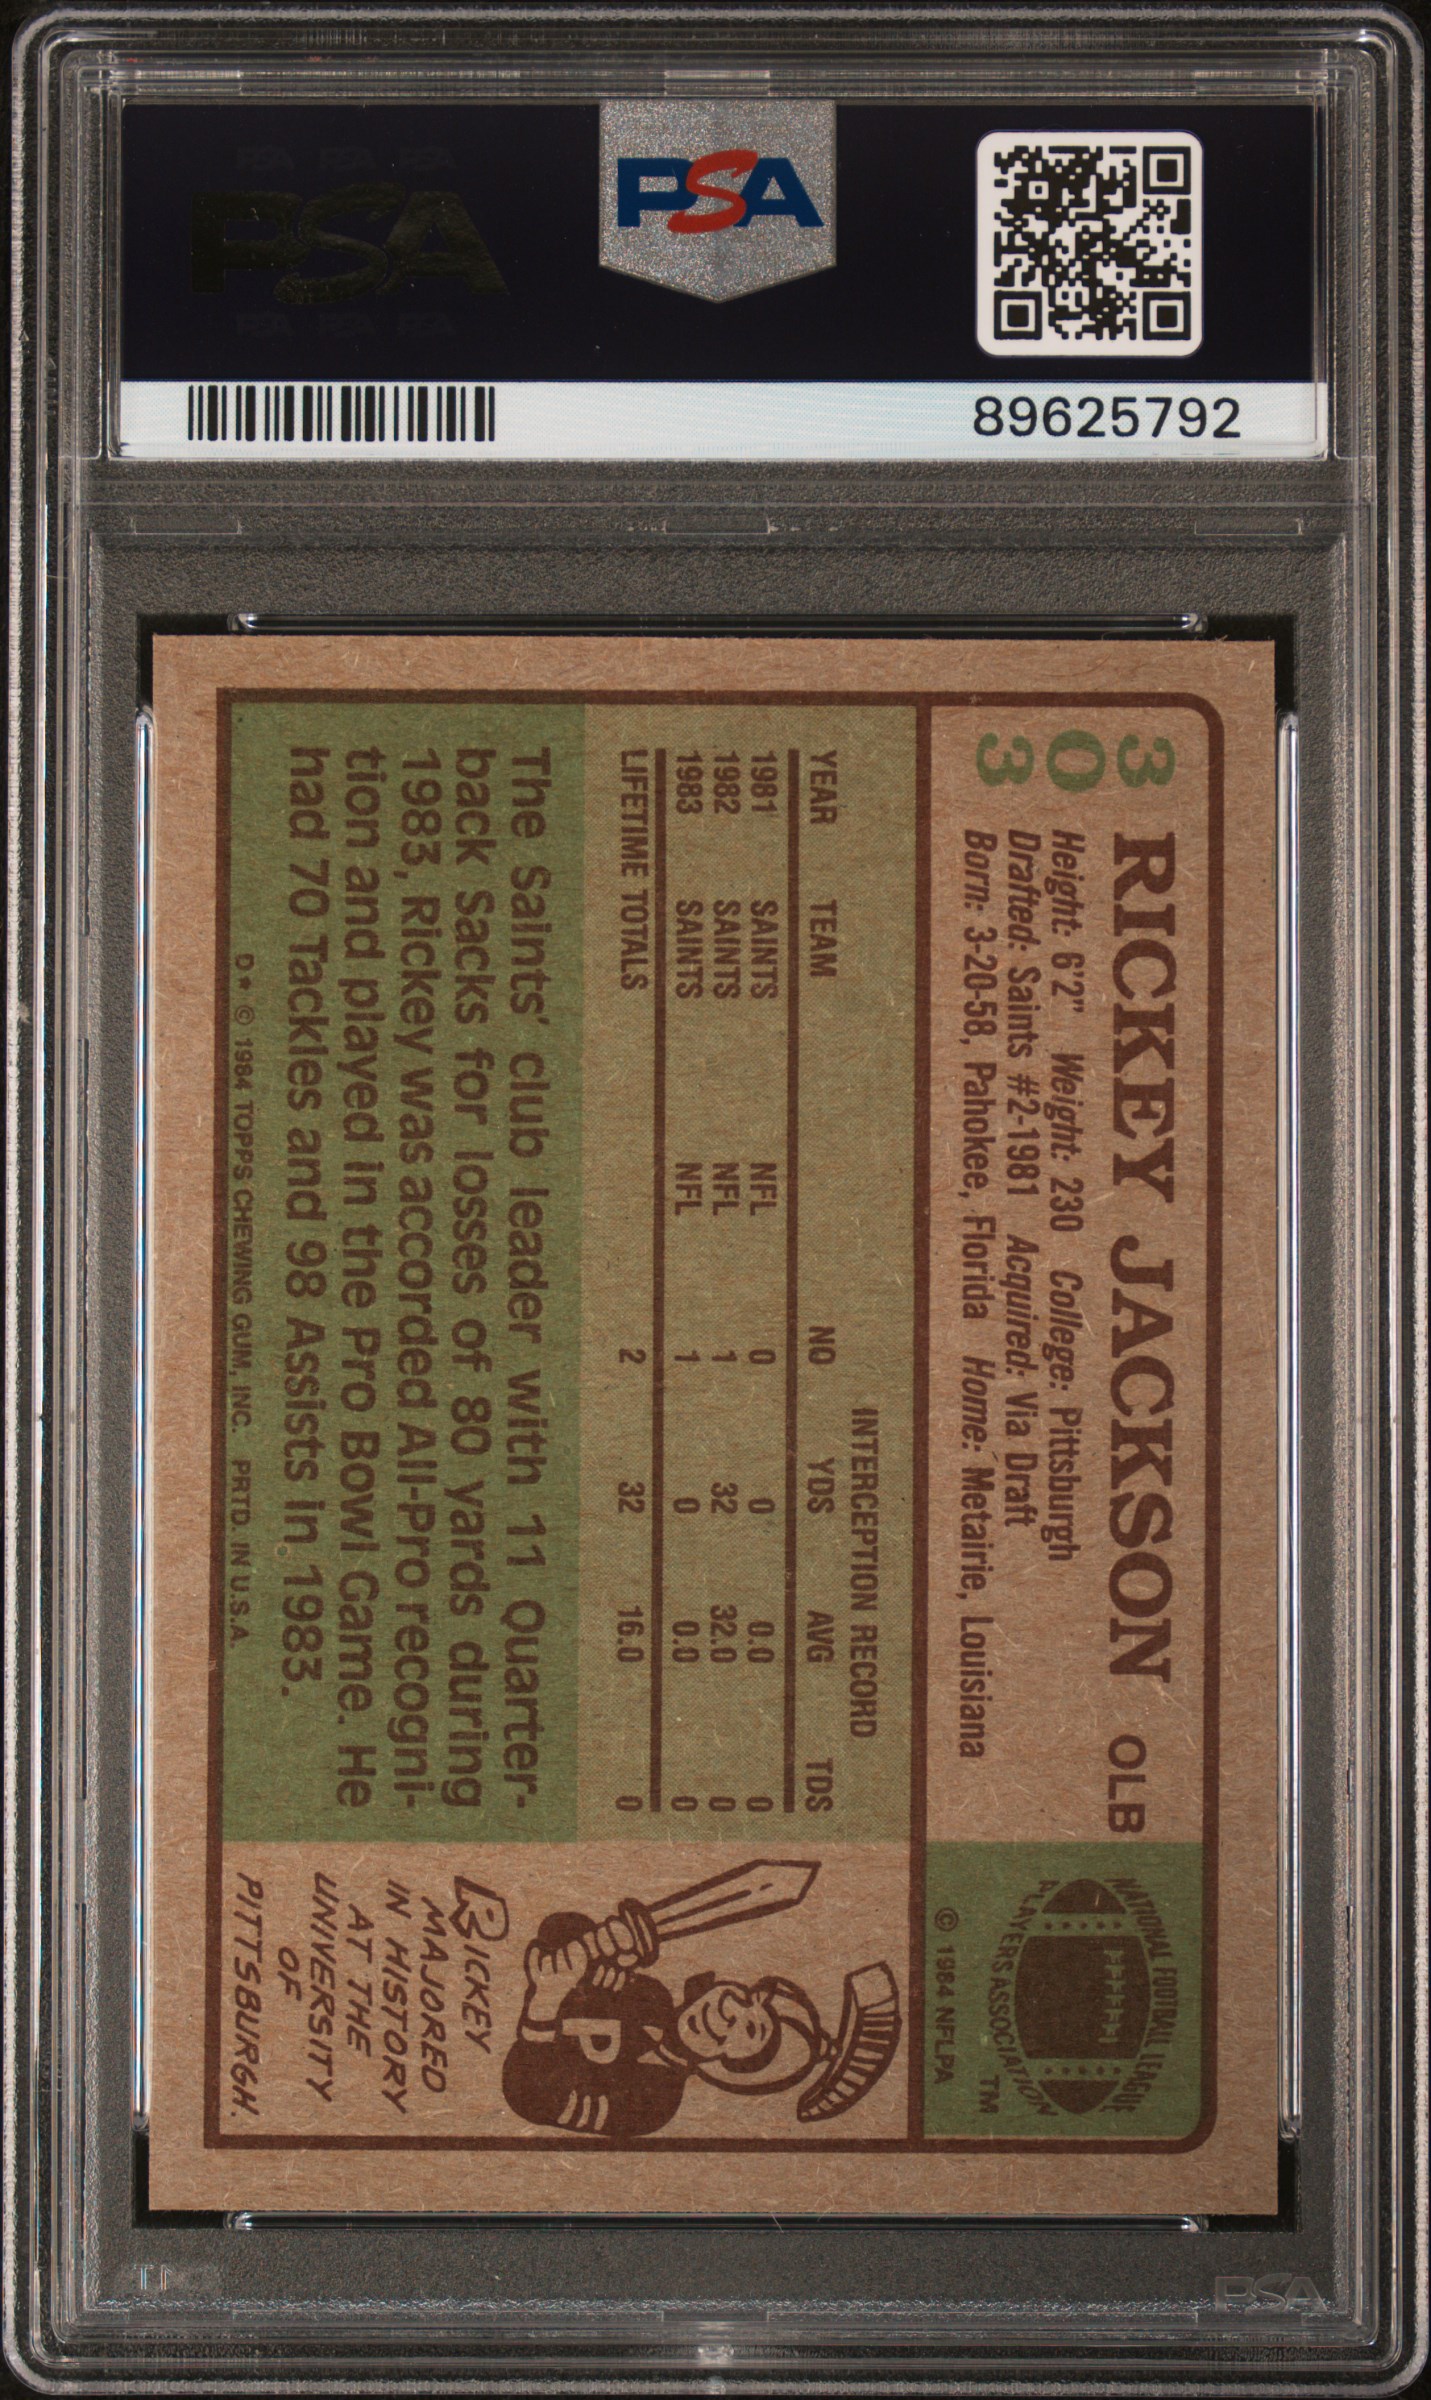 PSA
PSA
89625792
303
RICKEY JACKSON OLB
Height: 6'2" Weight: 230 College: Pittsburgh
Drafted: Saints #2-1981 Acquired: Via Draft
Born: 3-20-58, Pahokee, Florida Home: Metairie, Louisiana
NATIONAL FOOTBALL LEAGUE
PLAYERS ASSOCIATION
TM
© 1984 NFLPA
INTERCEPTION RECORD
YEAR TEAM NO YDS AVG TDS
1981 SAINTS NFL 0 0 0.0 0
1982 SAINTS NFL 1 32 32.0 0
1983 SAINTS NFL 1 0 0.0 0
LIFETIME TOTALS 2 32 16.0 0
The Saints' club leader with 11 Quarter-
back Sacks for losses of 80 yards during
1983, Rickey was accorded All-Pro recogni-
tion and played in the Pro Bowl Game. He
had 70 Tackles and 98 Assists in 1983.
D* © 1984 TOPPS CHEWING GUM, INC. PRTD. IN U.S.A.
P
RICKEY
MAJORED
IN HISTORY
AT THE
UNIVERSITY
OF
PITTSBURGH.
PSA